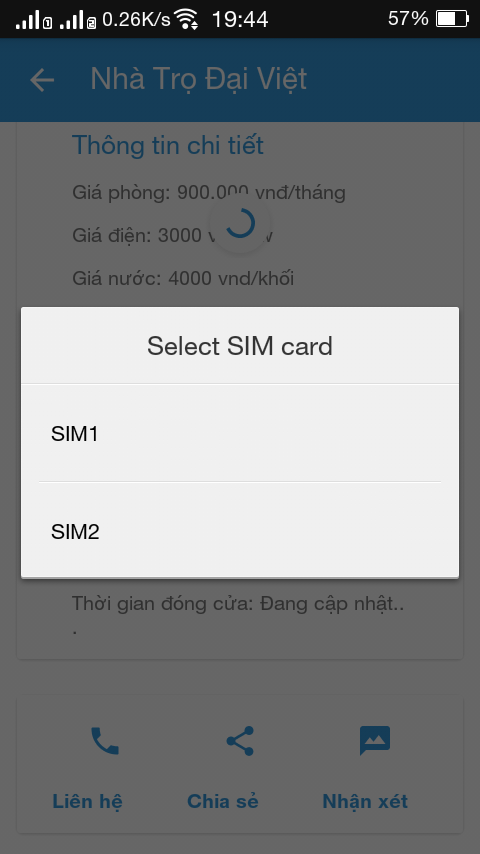 0.26K/s 19:44 57%
Nhà Trọ Đại Việt
Thông tin chi tiết
Giá phòng: 900.000 vnđ/tháng
Giá điện: 3000
Giá nước: 4000 vnd/khối
Select SIM card
SIM1
SIM2
Thời gian đóng cửa: Đang cập nhật..
.
Liên hệ Chia sẻ Nhận xét